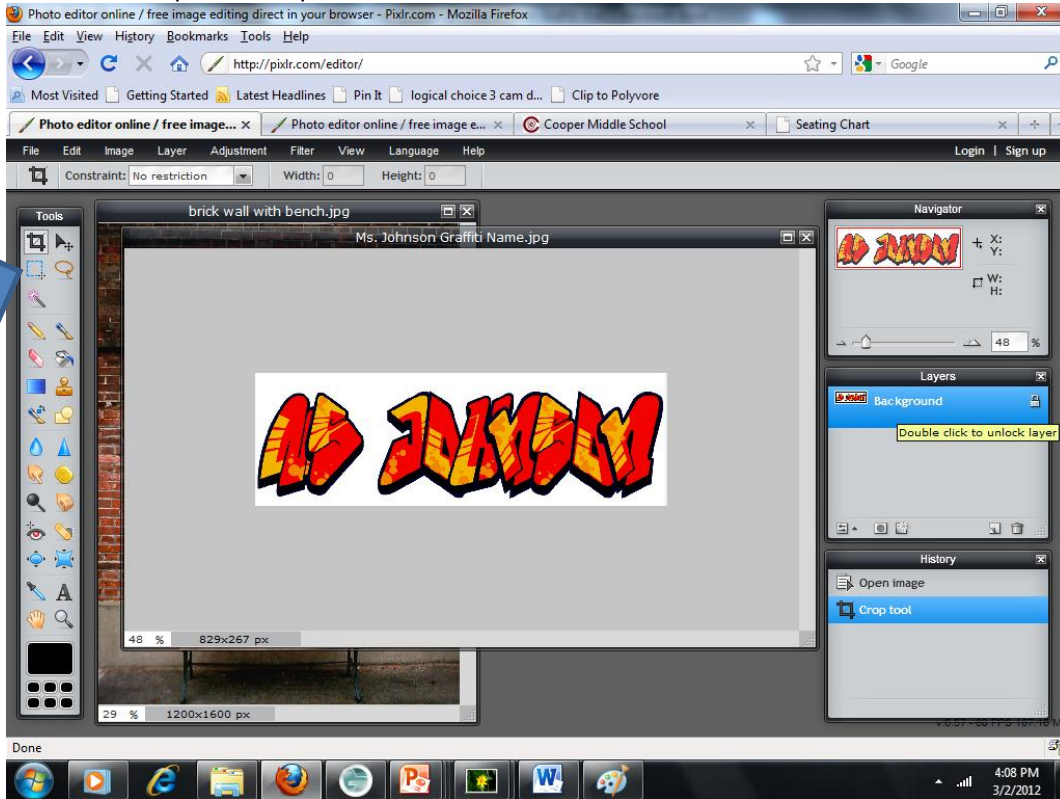 Photo editor online / free image editing direct in your browser - Pixlr.com - Mozilla Firefox
File Edit View History Bookmarks Tools Help
http://pixlr.com/editor/
Google
Most Visited Getting Started Latest Headlines Pin It logical choice 3 cam d... Clip to Polyvore
Photo editor online / free image... Photo editor online / free image e... Cooper Middle School Seating Chart
File Edit Image Layer Adjustment Filter View Language Help Login | Sign up
Constraint: No restriction Width: 0 Height: 0
Tools
brick wall with bench.jpg
Navigator
Ms. Johnson Graffiti Name.jpg
X:
Y:
W:
H:
48 %
Layers
Background
Double click to unlock layer
MS JOHNSON
History
Open image
Crop tool
48 % 829x267 px
29 % 1200x1600 px
Done
4:08 PM
3/2/2012